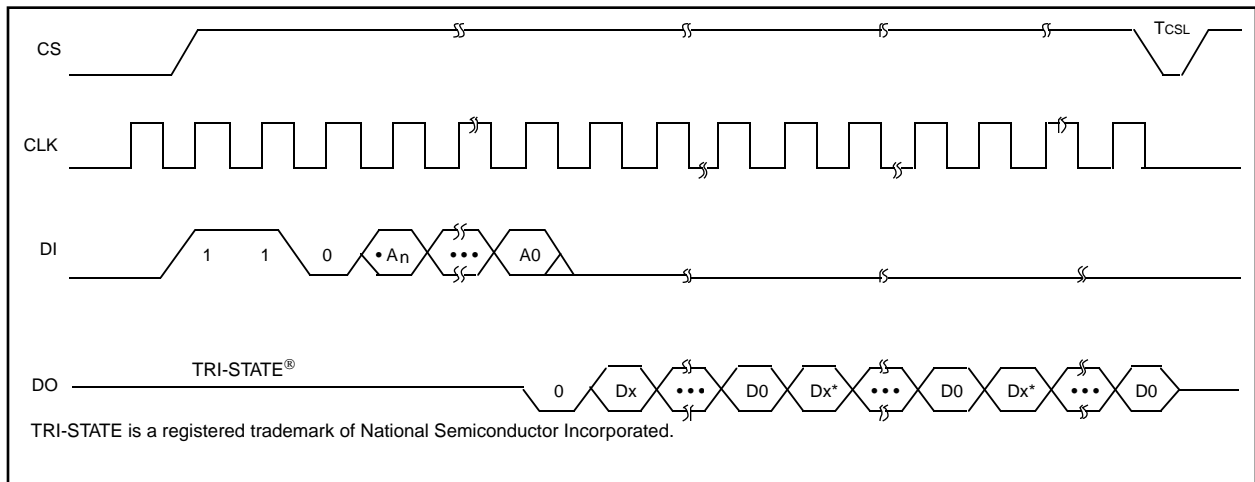 CS TCSL
CLK
DI 1 1 0 •An ••• A0
TRI-STATE®
DO 0 Dx ••• D0 Dx* ••• D0 Dx* ••• D0
TRI-STATE is a registered trademark of National Semiconductor Incorporated.